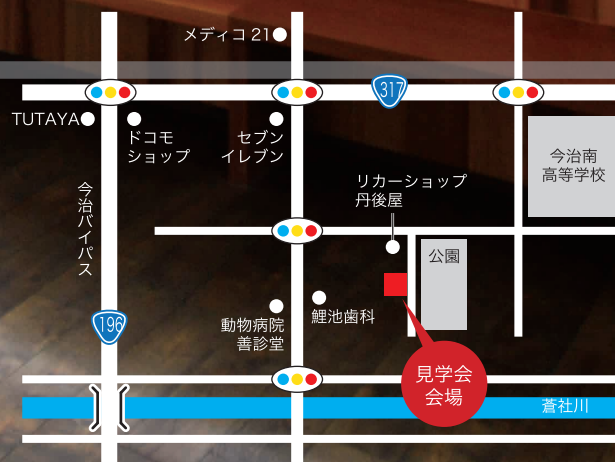 メディコ21
317
TUTAYA
ドコモ
ショップ
セブン
イレブン
今治南
高等学校
リカーショップ
丹後屋
今治バイパス
公園
196
動物病院
善診堂
鯉池歯科
見学会
会場
蒼社川